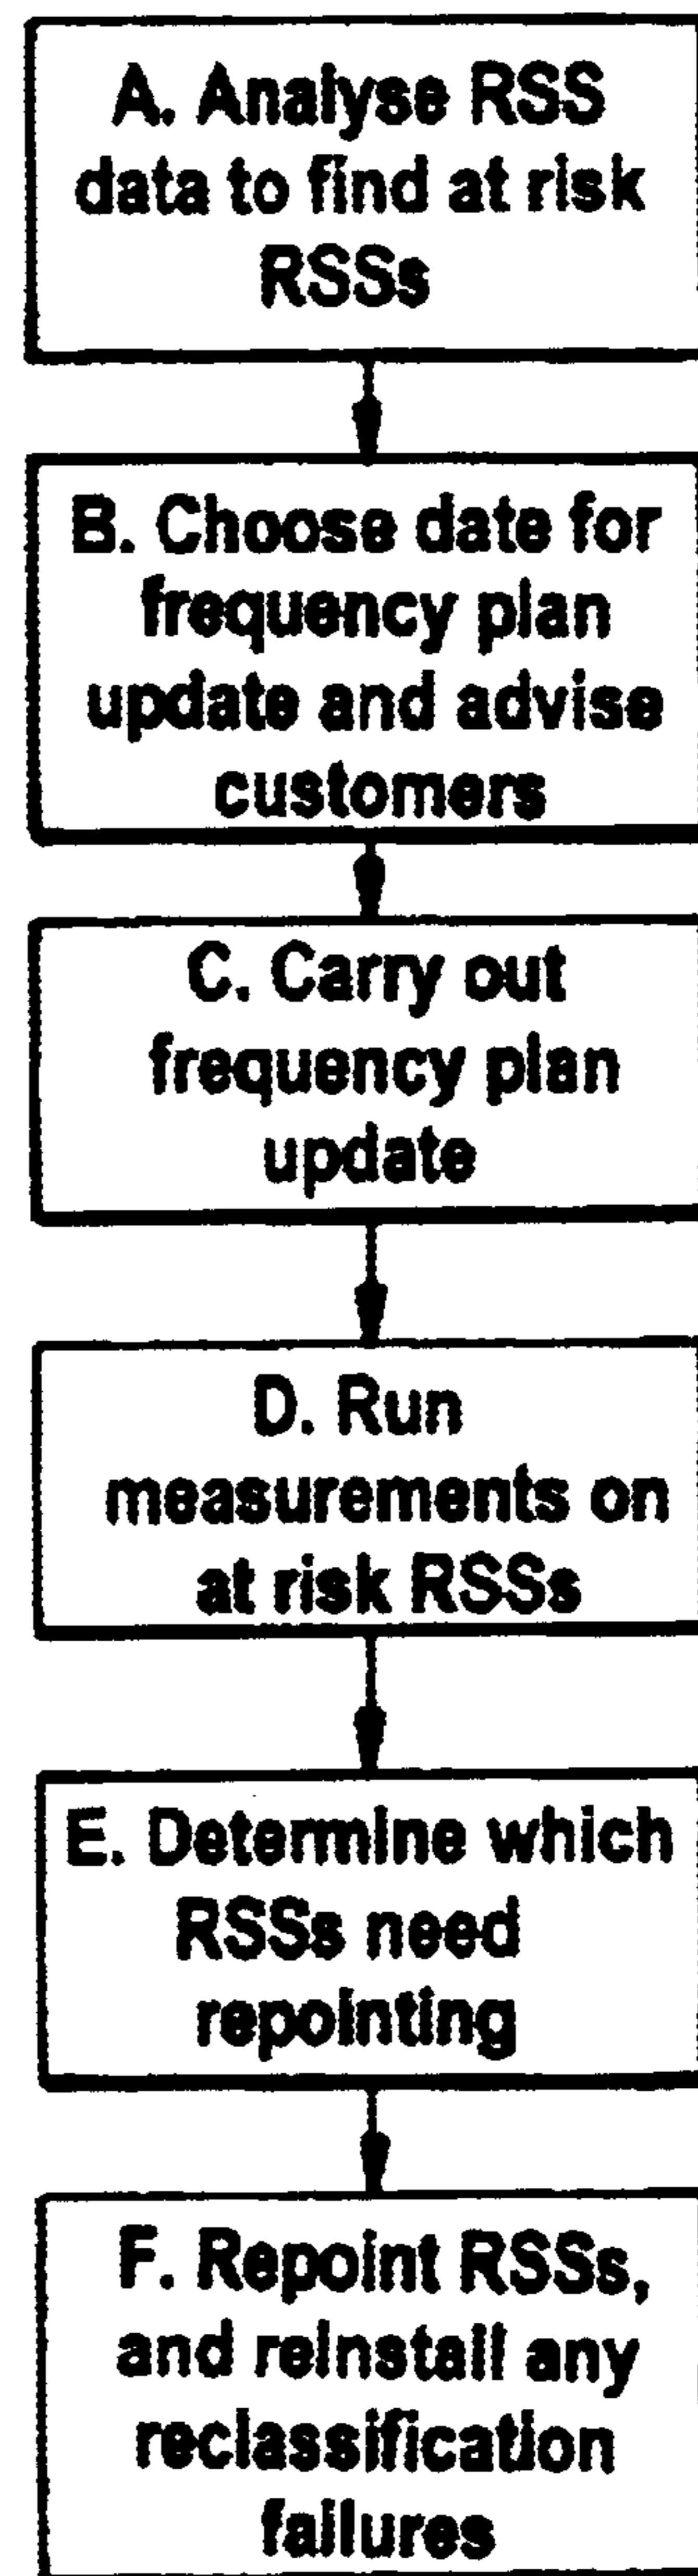 A. Analyse RSS
data to find at risk
RSSs
B. Choose date for
frequency plan
update and advise
customers
C. Carry out
frequency plan
update
D. Run
measurements on
at risk RSSs
E. Determine which
RSSs need
repointing
F. Repoint RSSs,
and reinstall any
reclassification
failures